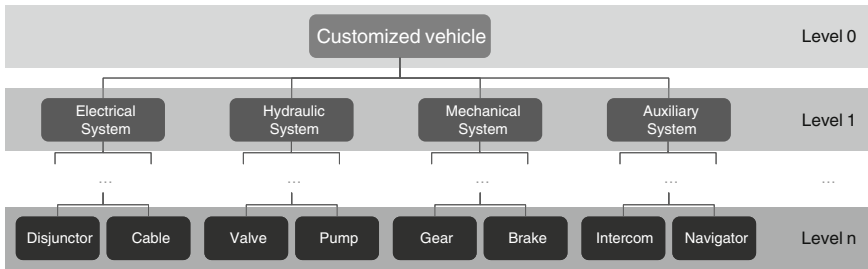 Customized vehicle
Level 0
Electrical
System
Hydraulic
System
Mechanical
System
Auxiliary
System
Level 1
...
...
...
...
...
Disjunctor
Cable
Valve
Pump
Gear
Brake
Intercom
Navigator
Level n